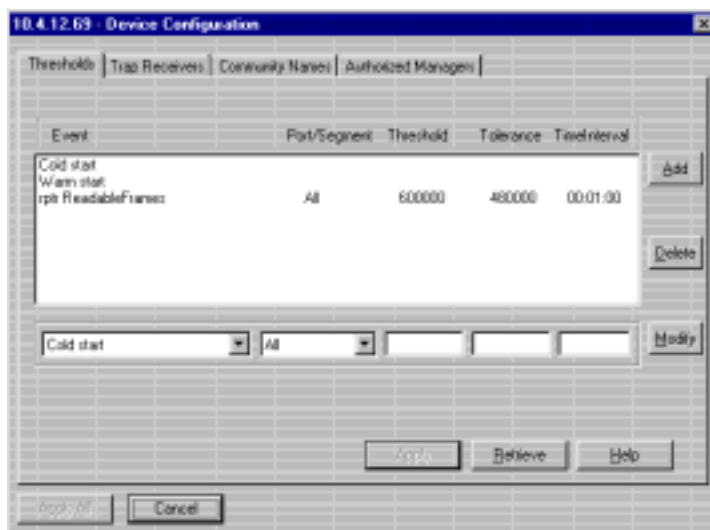 10.4.12.69 - Device Configuration
Thresholds Trap Receivers Community Names Authorized Managers
Event Port/Segment Threshold Tolerance TimeInterval
Cold start
Warm start
rptr ReadableFrames All 600000 480000 00:01:00
Add
Delete
Cold start All Modify
Apply Retrieve Help
Apply All Cancel